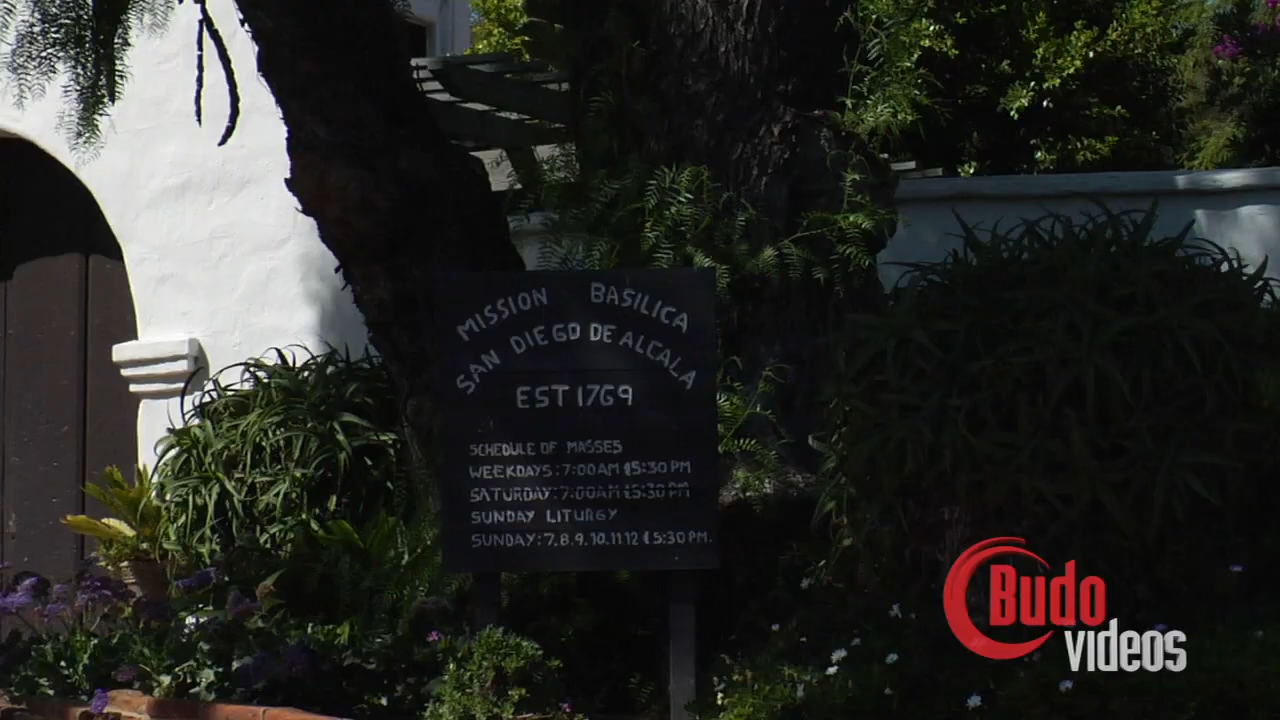 MISSION BASILICA
SAN DIEGO DE ALCALA
EST 1769
SCHEDULE OF MASSES
WEEKDAYS: 7:00AM & 5:30 PM
SATURDAY: 7:00AM & 5:30 PM
SUNDAY LITURGY
SUNDAY: 7.8.9.10.11.12 & 5:30 PM.
Budo
VIDEOS